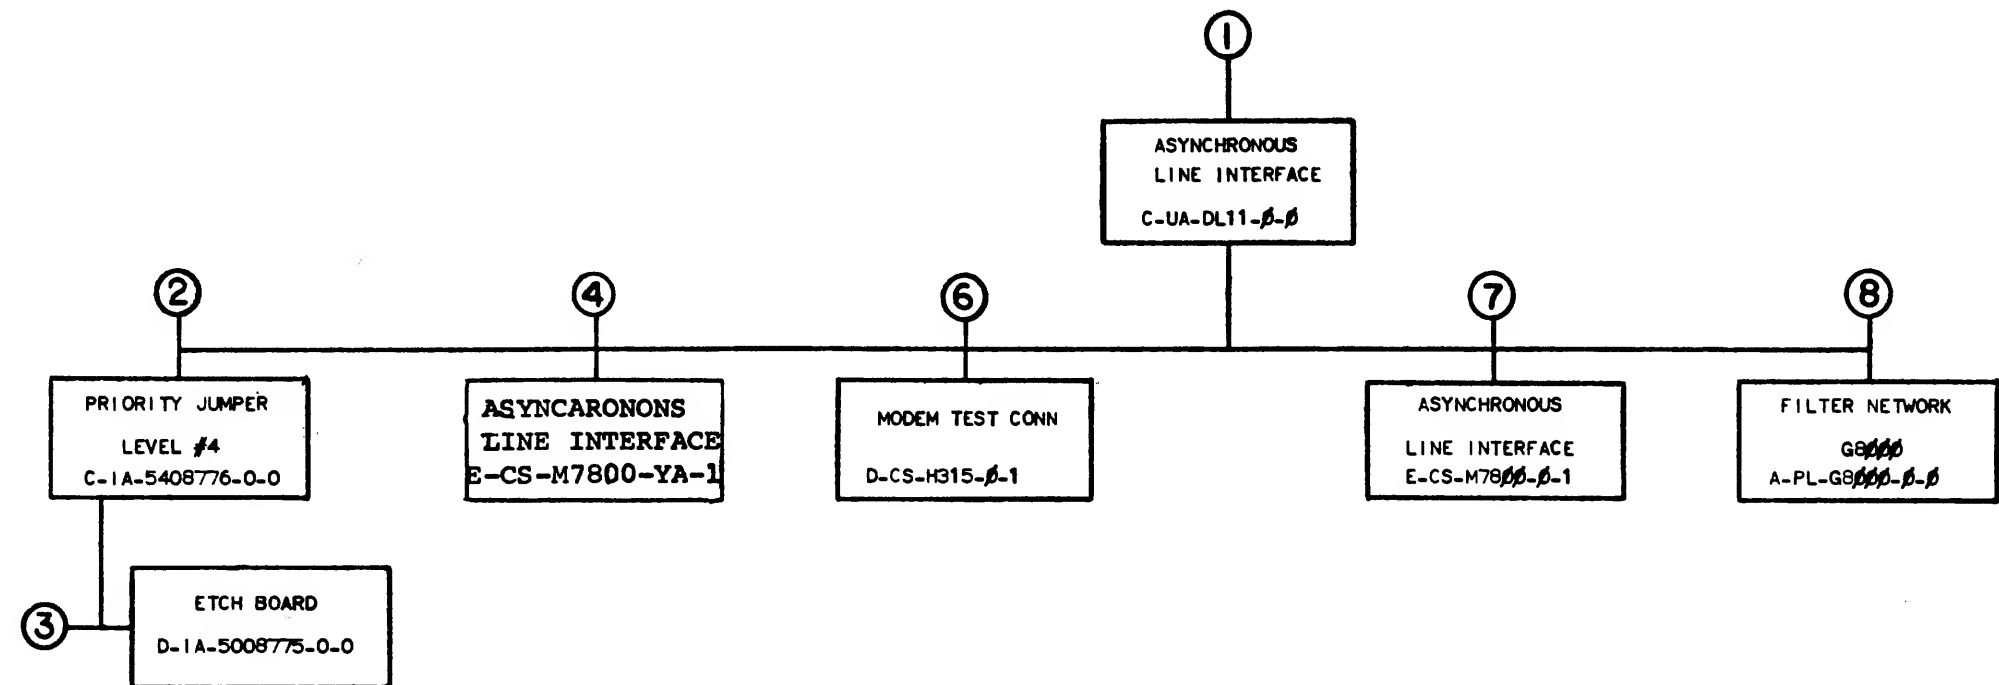 1
ASYNCHRONOUS
LINE INTERFACE
C-UA-DL11-Ø-Ø
2
4
6
7
8
PRIORITY JUMPER
LEVEL #4
C-IA-5408776-0-0
ASYNCARONONS
LINE INTERFACE
E-CS-M7800-YA-1
MODEM TEST CONN
D-CS-H315-Ø-1
ASYNCHRONOUS
LINE INTERFACE
E-CS-M78ØØ-Ø-1
FILTER NETWORK
G8ØØØ
A-PL-G8ØØØ-Ø-Ø
3
ETCH BOARD
D-IA-5008775-0-0